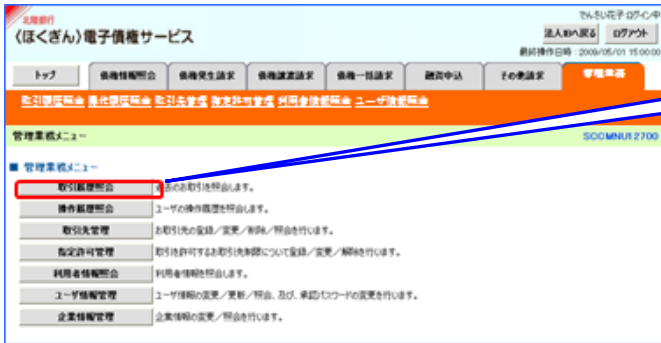 北陸銀行
〈ほくぎん〉電子債権サービス
でんさい花子 ログイン中
法人IBへ戻る ログアウト
最終操作日時：2009/05/01 15:00:00
トップ 債権情報照会 債権発生請求 債権譲渡請求 債権一括請求 融資申込 その他請求 管理業務
取引履歴照会 操作履歴照会 取引先管理 指定許可管理 利用者情報照会 ユーザ情報照会
管理業務メニュー SCCMNU12700
■ 管理業務メニュー
取引履歴照会 過去のお取引を照会します。
操作履歴照会 ユーザの操作履歴を照会します。
取引先管理 お取引先の登録／変更／削除／照会を行います。
指定許可管理 取引を許可するお取引先制限について登録／変更／解除を行います。
利用者情報照会 利用者情報を照会します。
ユーザ情報管理 ユーザ情報の変更／更新／照会、及び、承認パスワードの変更を行います。
企業情報管理 企業情報の変更／照会を行います。